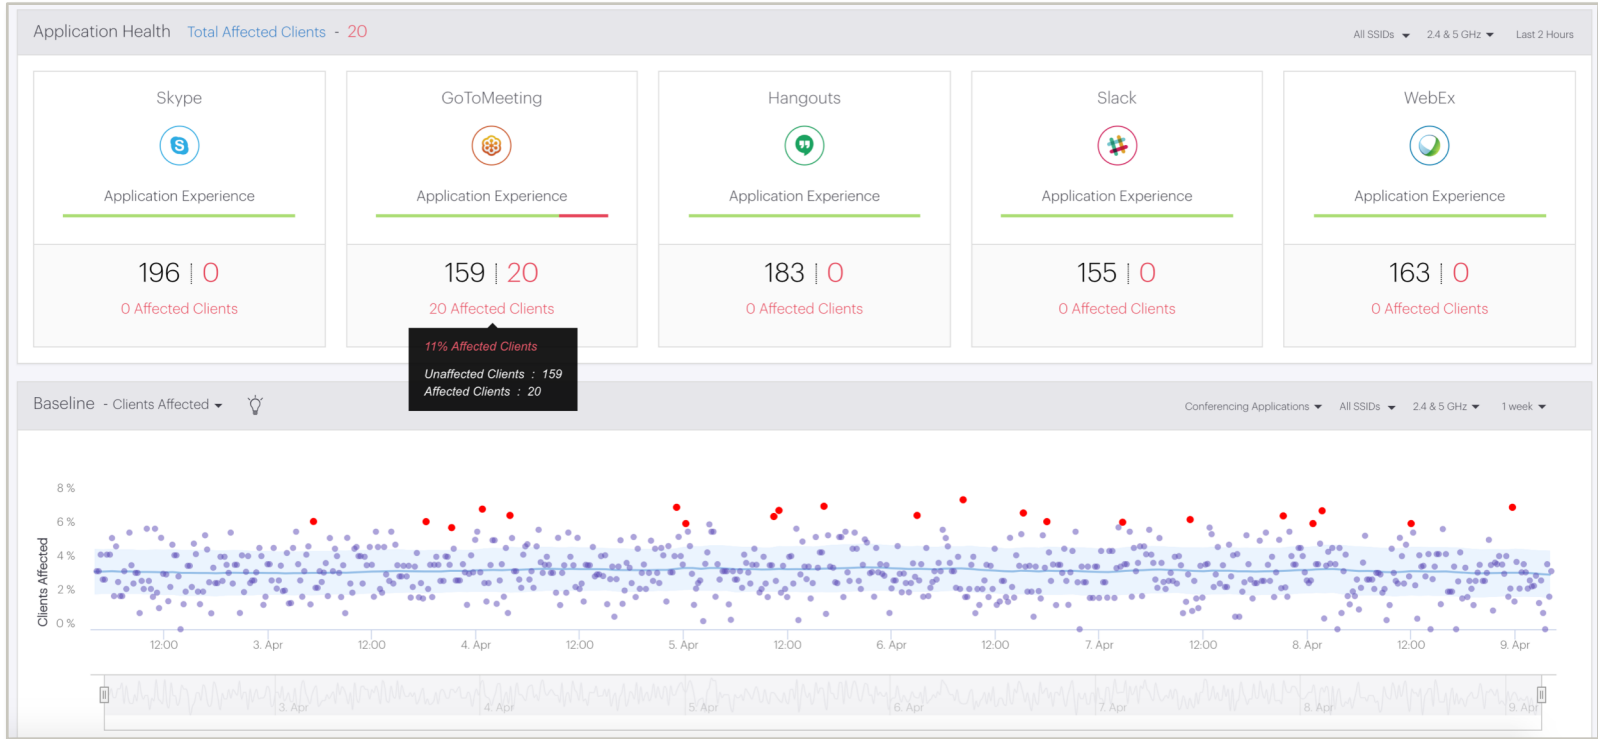 Application Health Total Affected Clients - 20
All SSIDs 2.4 & 5 GHz Last 2 Hours
Skype
Application Experience
196 | 0
0 Affected Clients
GoToMeeting
Application Experience
159 | 20
20 Affected Clients
11% Affected Clients
Unaffected Clients : 159
Affected Clients : 20
Hangouts
Application Experience
183 | 0
0 Affected Clients
Slack
Application Experience
155 | 0
0 Affected Clients
WebEx
Application Experience
163 | 0
0 Affected Clients
Baseline - Clients Affected
Conferencing Applications All SSIDs 2.4 & 5 GHz 1 week
Clients Affected
8 %
6 %
4 %
2 %
0 %
12:00 3. Apr 12:00 4. Apr 12:00 5. Apr 12:00 6. Apr 12:00 7. Apr 12:00 8. Apr 12:00 9. Apr
3. Apr 4. Apr 5. Apr 6. Apr 7. Apr 8. Apr 9. Apr